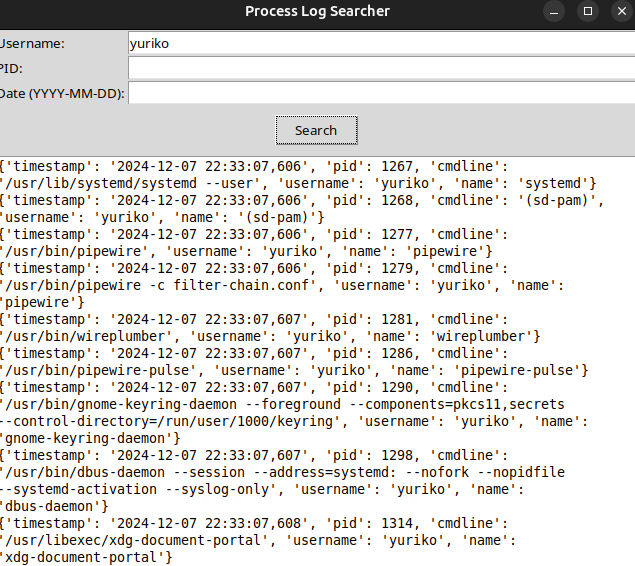 Process Log Searcher
Username: yuriko
PID:
Date (YYYY-MM-DD):
Search
{'timestamp': '2024-12-07 22:33:07,606', 'pid': 1267, 'cmdline':
'/usr/lib/systemd/systemd --user', 'username': 'yuriko', 'name': 'systemd'}
{'timestamp': '2024-12-07 22:33:07,606', 'pid': 1268, 'cmdline': '(sd-pam)',
'username': 'yuriko', 'name': '(sd-pam)'}
{'timestamp': '2024-12-07 22:33:07,606', 'pid': 1277, 'cmdline':
'/usr/bin/pipewire', 'username': 'yuriko', 'name': 'pipewire'}
{'timestamp': '2024-12-07 22:33:07,606', 'pid': 1279, 'cmdline':
'/usr/bin/pipewire -c filter-chain.conf', 'username': 'yuriko', 'name':
'pipewire'}
{'timestamp': '2024-12-07 22:33:07,607', 'pid': 1281, 'cmdline':
'/usr/bin/wireplumber', 'username': 'yuriko', 'name': 'wireplumber'}
{'timestamp': '2024-12-07 22:33:07,607', 'pid': 1286, 'cmdline':
'/usr/bin/pipewire-pulse', 'username': 'yuriko', 'name': 'pipewire-pulse'}
{'timestamp': '2024-12-07 22:33:07,607', 'pid': 1290, 'cmdline':
'/usr/bin/gnome-keyring-daemon --foreground --components=pkcs11,secrets
--control-directory=/run/user/1000/keyring', 'username': 'yuriko', 'name':
'gnome-keyring-daemon'}
{'timestamp': '2024-12-07 22:33:07,607', 'pid': 1298, 'cmdline':
'/usr/bin/dbus-daemon --session --address=systemd: --nofork --nopidfile
--systemd-activation --syslog-only', 'username': 'yuriko', 'name':
'dbus-daemon'}
{'timestamp': '2024-12-07 22:33:07,608', 'pid': 1314, 'cmdline':
'/usr/libexec/xdg-document-portal', 'username': 'yuriko', 'name':
'xdg-document-portal'}